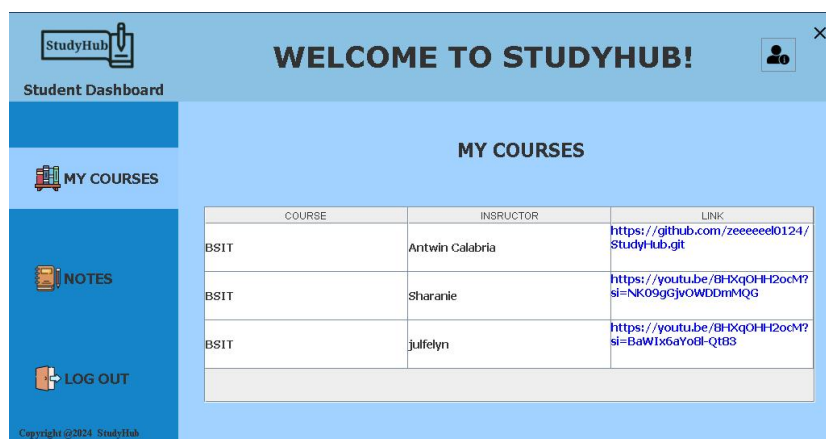 StudyHub
WELCOME TO STUDYHUB!
Student Dashboard
MY COURSES
MY COURSES
NOTES
LOG OUT
Copyright @2024 StudyHub
COURSE INSRUCTOR LINK
BSIT Antwin Calabria https://github.com/zeeeeeel0124/
StudyHub.git
BSIT Sharanie https://youtu.be/8HXqOHH2ocM?
si=NK09gGjvOWDDmMQG
BSIT julfelyn https://youtu.be/8HXqOHH2ocM?
si=BaWIx6aYo8l-Qt83